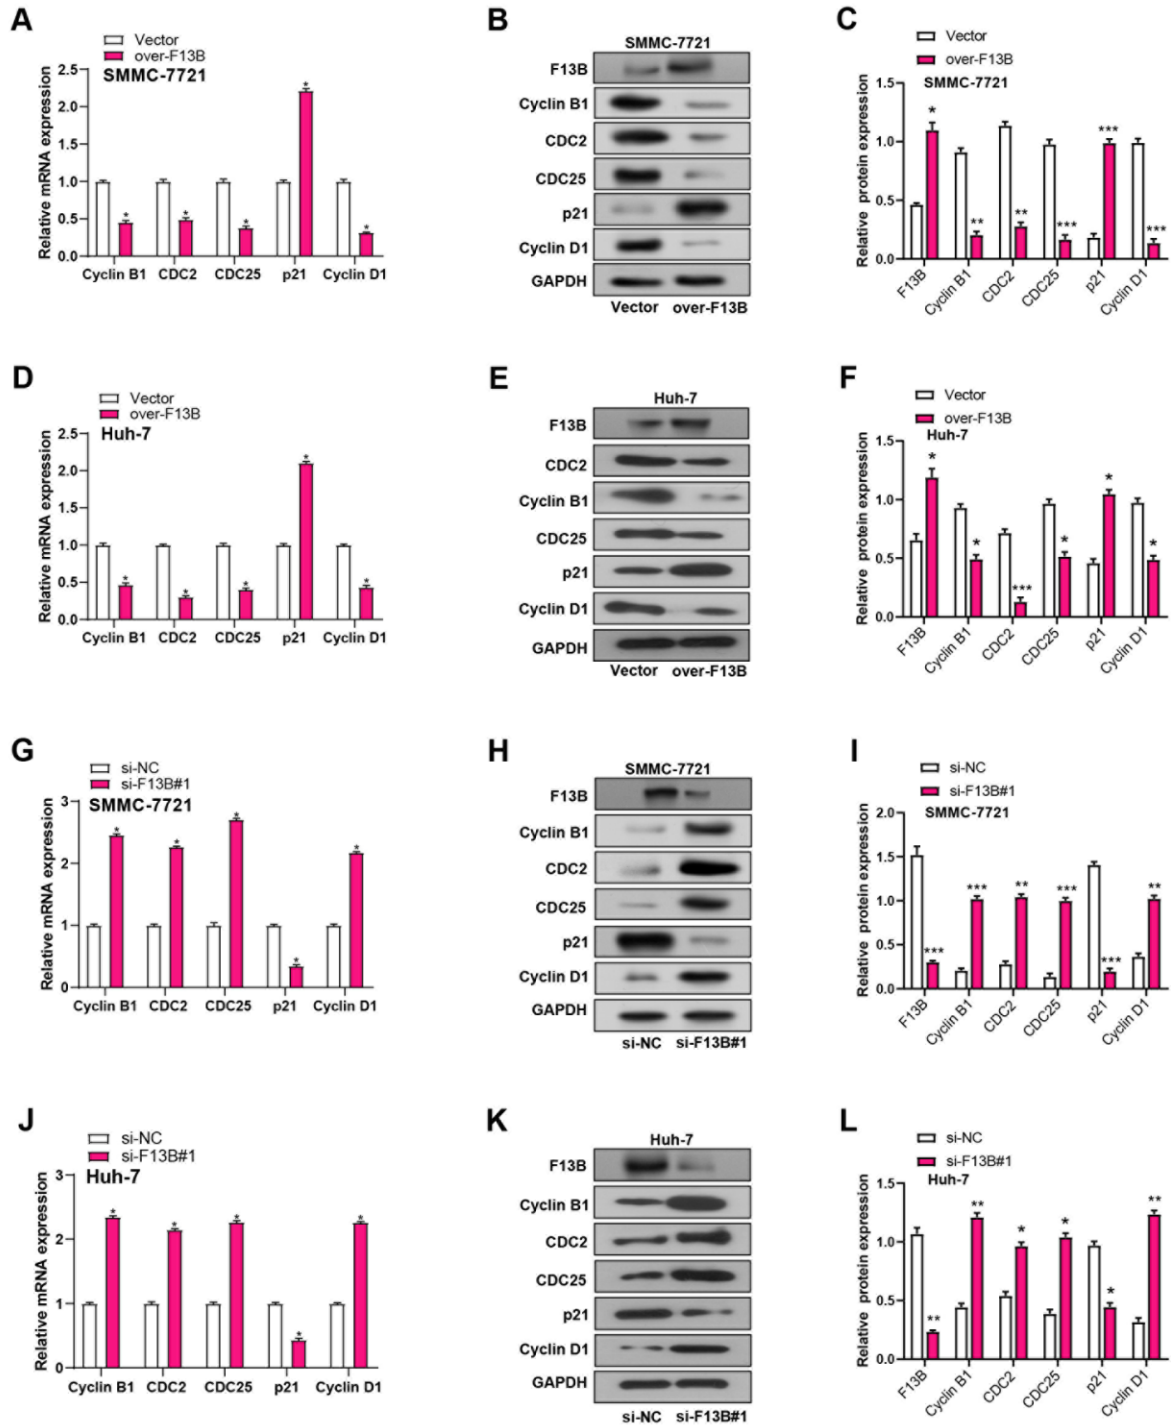 A
Vector
over-F13B
SMMC-7721
Relative mRNA expression
2.5
2.0
1.5
1.0
0.5
0.0
* * * * *
Cyclin B1 CDC2 CDC25 p21 Cyclin D1
B
SMMC-7721
F13B
Cyclin B1
CDC2
CDC25
p21
Cyclin D1
GAPDH
Vector over-F13B
C
Vector
over-F13B
SMMC-7721
Relative protein expression
1.5
1.0
0.5
0.0
* ** ** *** *** ***
F13B Cyclin B1 CDC2 CDC25 p21 Cyclin D1
D
Vector
over-F13B
Huh-7
Relative mRNA expression
2.5
2.0
1.5
1.0
0.5
0.0
* * * * *
Cyclin B1 CDC2 CDC25 p21 Cyclin D1
E
Huh-7
F13B
CDC2
Cyclin B1
CDC25
p21
Cyclin D1
GAPDH
Vector over-F13B
F
Vector
over-F13B
Huh-7
Relative protein expression
1.5
1.0
0.5
0.0
* * *** * * *
F13B Cyclin B1 CDC2 CDC25 p21 Cyclin D1
G
si-NC
si-F13B#1
SMMC-7721
Relative mRNA expression
3
2
1
0
* * * * *
Cyclin B1 CDC2 CDC25 p21 Cyclin D1
H
SMMC-7721
F13B
Cyclin B1
CDC2
CDC25
p21
Cyclin D1
GAPDH
si-NC si-F13B#1
I
si-NC
si-F13B#1
SMMC-7721
Relative protein expression
2.0
1.5
1.0
0.5
0.0
*** *** ** *** *** **
F13B Cyclin B1 CDC2 CDC25 p21 Cyclin D1
J
si-NC
si-F13B#1
Huh-7
Relative mRNA expression
3
2
1
0
* * * * *
Cyclin B1 CDC2 CDC25 p21 Cyclin D1
K
Huh-7
F13B
Cyclin B1
CDC2
CDC25
p21
Cyclin D1
GAPDH
si-NC si-F13B#1
L
si-NC
si-F13B#1
Huh-7
Relative protein expression
1.5
1.0
0.5
0.0
** ** * * * **
F13B Cyclin B1 CDC2 CDC25 p21 Cyclin D1